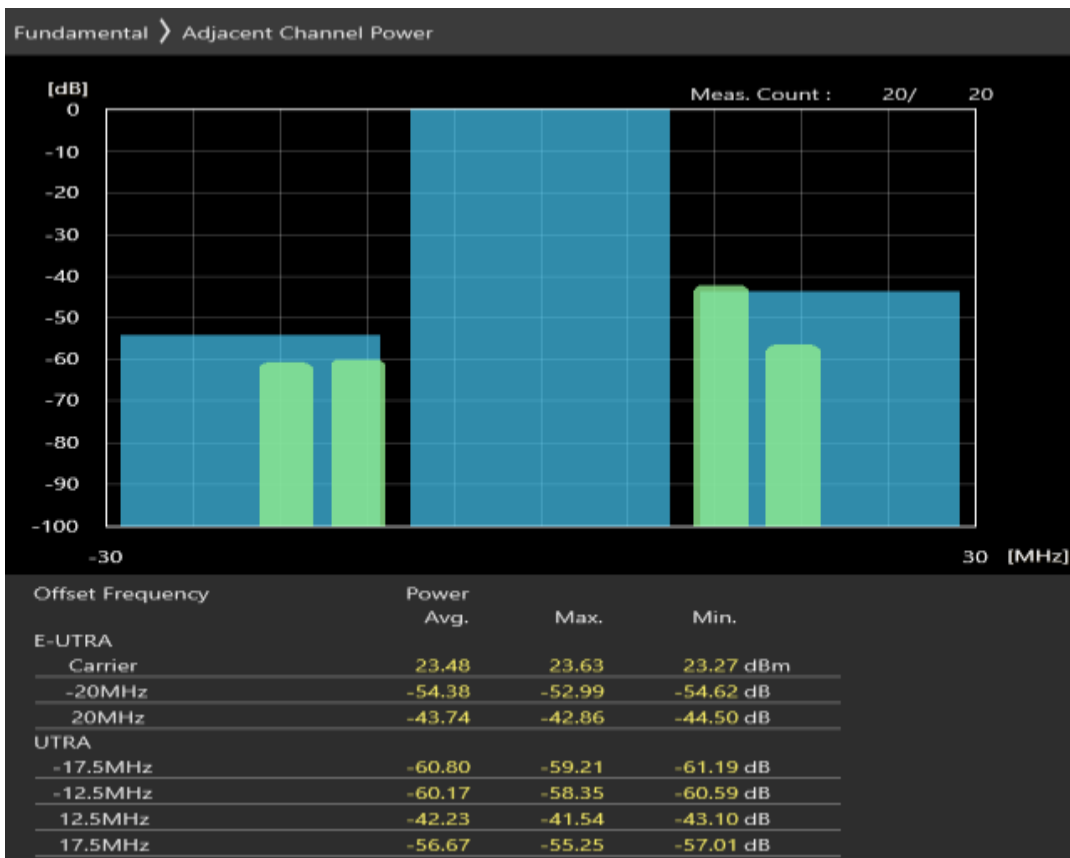 Fundamental 〉 Adjacent Channel Power
[dB]
Meas. Count : 20/ 20
0
-10
-20
-30
-40
-50
-60
-70
-80
-90
-100
-30 30 [MHz]
Offset Frequency Power
Avg. Max. Min.
E-UTRA
Carrier 23.48 23.63 23.27 dBm
-20MHz -54.38 -52.99 -54.62 dB
20MHz -43.74 -42.86 -44.50 dB
UTRA
-17.5MHz -60.80 -59.21 -61.19 dB
-12.5MHz -60.17 -58.35 -60.59 dB
12.5MHz -42.23 -41.54 -43.10 dB
17.5MHz -56.67 -55.25 -57.01 dB